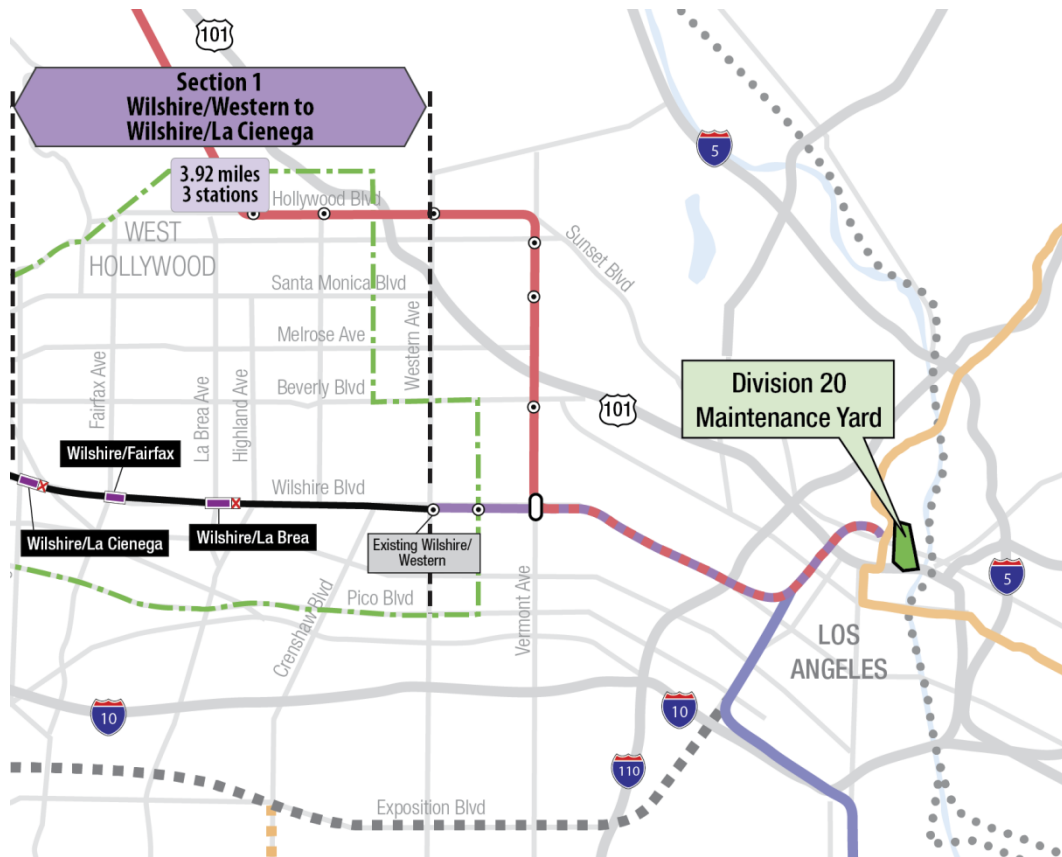 101
Section 1
Wilshire/Western to
Wilshire/La Cienega
5
3.92 miles
3 stations
Hollywood Blvd
WEST
HOLLYWOOD
Sunset Blvd
Santa Monica Blvd
Melrose Ave
Western Ave
Beverly Blvd
Fairfax Ave
La Brea Ave
Highland Ave
101
Division 20
Maintenance Yard
Wilshire/Fairfax
Wilshire Blvd
Wilshire/La Cienega
Wilshire/La Brea
Existing Wilshire/
Western
5
Pico Blvd
Crenshaw Blvd
Vermont Ave
LOS
ANGELES
10
10
110
Exposition Blvd